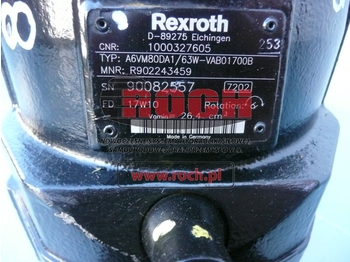 Rexroth
D-89275 Elchingen
CNR: 1000327605 253
TYP: A6VM80DA1/63W-VAB01700B
MNR: R902243459
SN 90082557 7202
FD 17W10 Rotation:
26,4 cm
Made in Germany
www.roch.pl